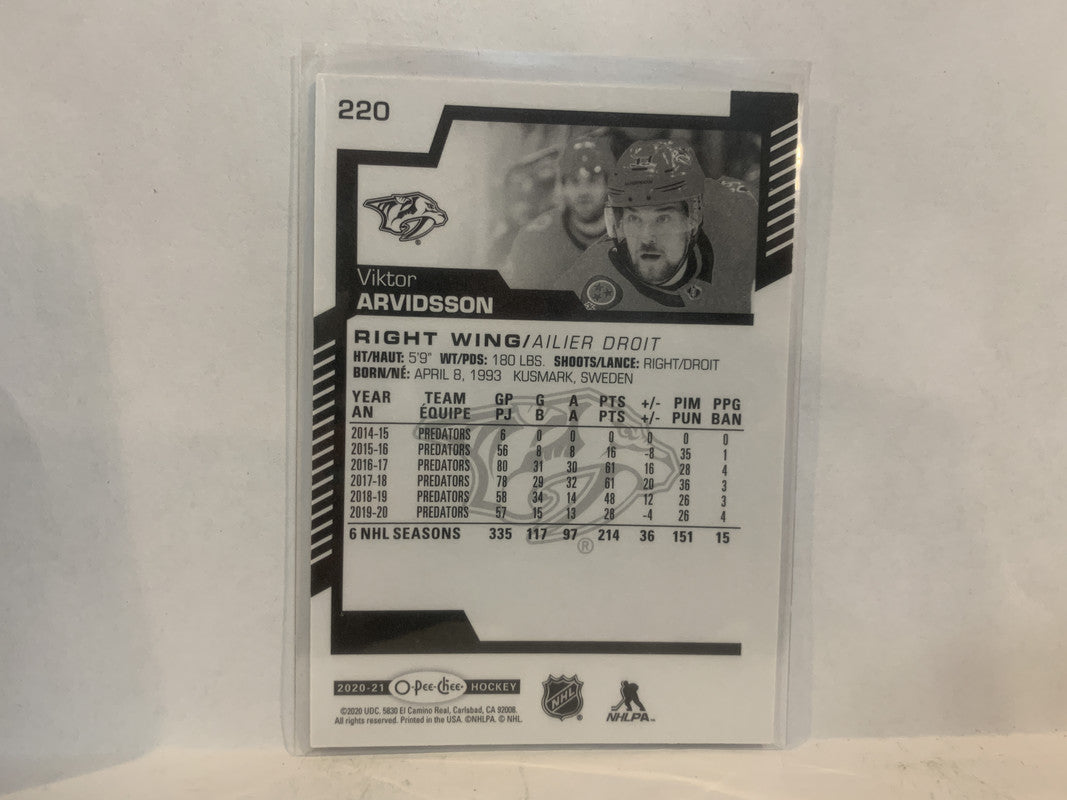 220
Viktor
ARVIDSSON
RIGHT WING/AILIER DROIT
HT/HAUT: 5'9" WT/PDS: 180 LBS. SHOOTS/LANCE: RIGHT/DROIT
BORN/NÉ: APRIL 8, 1993 KUSMARK, SWEDEN
YEAR TEAM GP G A PTS +/- PIM PPG
AN ÉQUIPE PJ B A PTS +/- PUN BAN
2014-15 PREDATORS 6 0 0 0 0 0 0
2015-16 PREDATORS 56 8 8 16 -8 35 1
2016-17 PREDATORS 80 31 30 61 16 28 4
2017-18 PREDATORS 78 29 32 61 20 36 3
2018-19 PREDATORS 58 34 14 48 12 26 3
2019-20 PREDATORS 57 15 13 28 -4 26 4
6 NHL SEASONS 335 117 97 214 36 151 15
®
2020-21 O-Pee-Chee HOCKEY
©2020 UDC. 5830 El Camino Real, Carlsbad, CA 92008.
All rights reserved. Printed in the USA. ©NHLPA. © NHL.
NHL
NHLPA